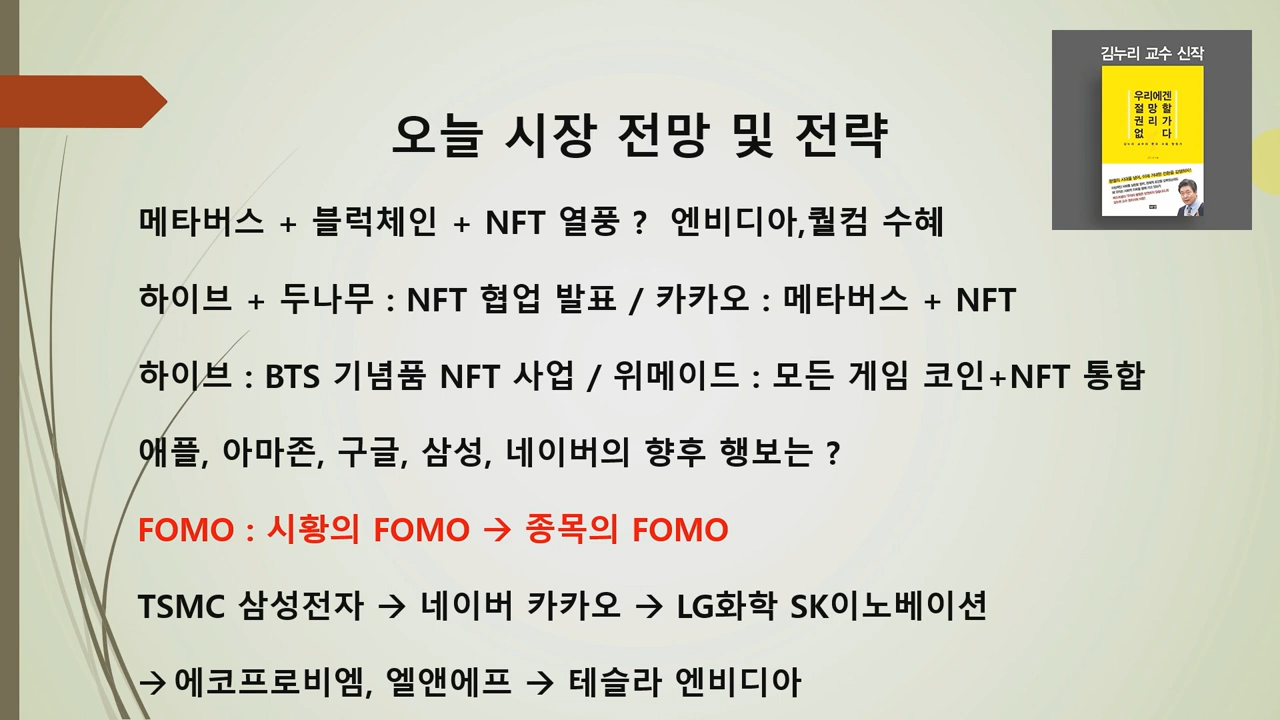 김누리 교수 신작
우리에겐
절망할
권리가
없다
오늘 시장 전망 및 전략
메타버스 + 블럭체인 + NFT 열풍 ? 엔비디아,퀄컴 수혜
하이브 + 두나무 : NFT 협업 발표 / 카카오 : 메타버스 + NFT
하이브 : BTS 기념품 NFT 사업 / 위메이드 : 모든 게임 코인+NFT 통합
애플, 아마존, 구글, 삼성, 네이버의 향후 행보는 ?
FOMO : 시황의 FOMO → 종목의 FOMO
TSMC 삼성전자 → 네이버 카카오 → LG화학 SK이노베이션
→ 에코프로비엠, 엘앤에프 → 테슬라 엔비디아